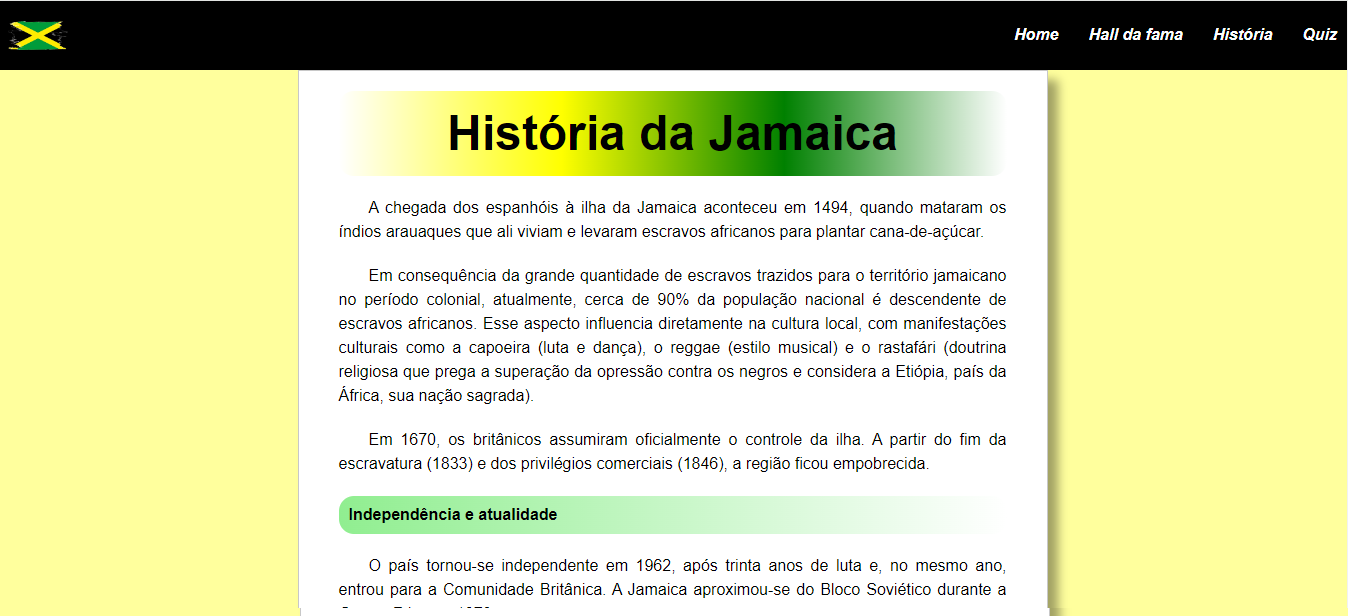 Home Hall da fama História Quiz
História da Jamaica
A chegada dos espanhóis à ilha da Jamaica aconteceu em 1494, quando mataram os
índios arauaques que ali viviam e levaram escravos africanos para plantar cana-de-açúcar.
Em consequência da grande quantidade de escravos trazidos para o território jamaicano
no período colonial, atualmente, cerca de 90% da população nacional é descendente de
escravos africanos. Esse aspecto influencia diretamente na cultura local, com manifestações
culturais como a capoeira (luta e dança), o reggae (estilo musical) e o rastafári (doutrina
religiosa que prega a superação da opressão contra os negros e considera a Etiópia, país da
África, sua nação sagrada).
Em 1670, os britânicos assumiram oficialmente o controle da ilha. A partir do fim da
escravatura (1833) e dos privilégios comerciais (1846), a região ficou empobrecida.
Independência e atualidade
O país tornou-se independente em 1962, após trinta anos de luta e, no mesmo ano,
entrou para a Comunidade Britânica. A Jamaica aproximou-se do Bloco Soviético durante a